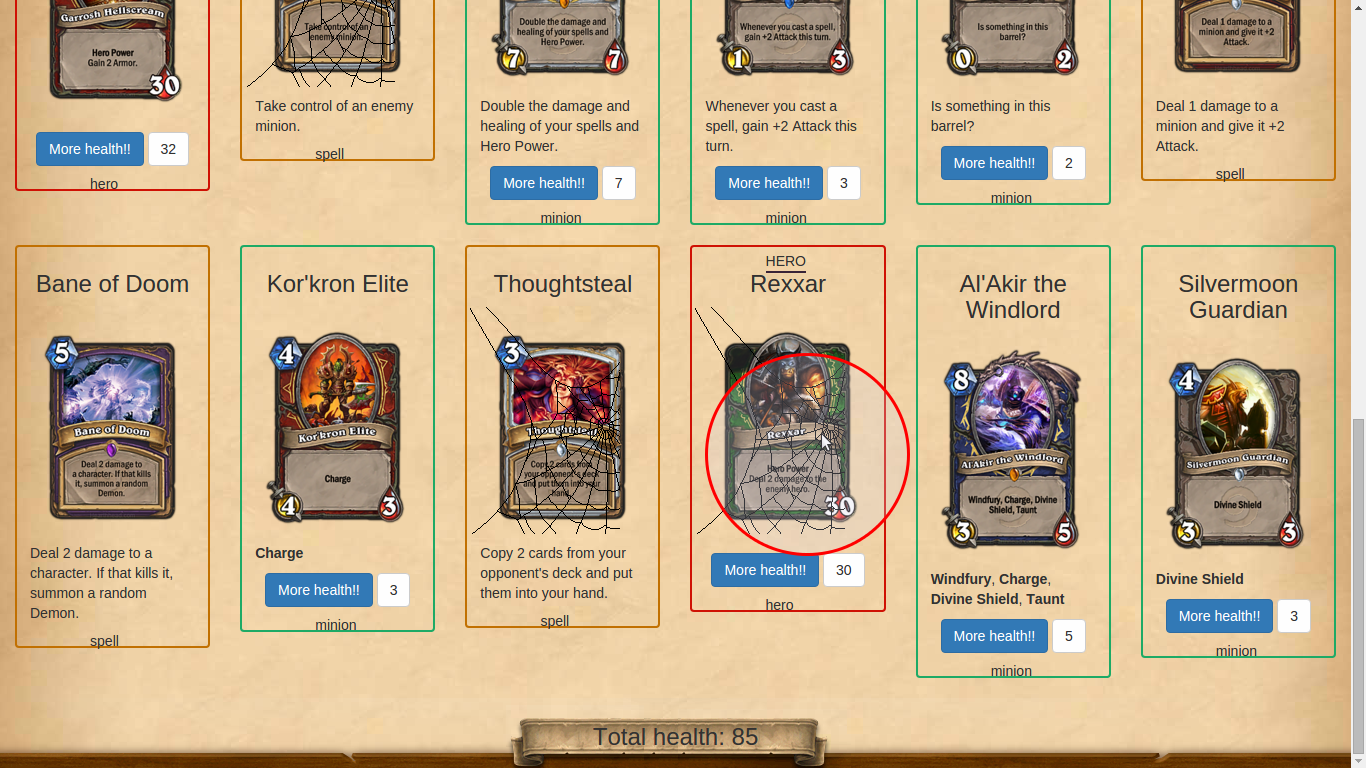 Garrosh Hellscream
Hero Power
Gain 2 Armor.
30
More health!!
32
hero
Take control of an
enemy minion.
Take control of an enemy
minion.
spell
Double the damage and
healing of your spells and
Hero Power.
7
7
Double the damage and
healing of your spells and
Hero Power.
More health!!
7
minion
Whenever you cast a spell,
gain +2 Attack this turn.
1
3
Whenever you cast a
spell, gain +2 Attack this
turn.
More health!!
3
minion
Is something in this
barrel?
0
2
Is something in this
barrel?
More health!!
2
minion
Deal 1 damage to a
minion and give it +2
Attack.
Deal 1 damage to a
minion and give it +2
Attack.
spell
Bane of Doom
5
Bane of Doom
Deal 2 damage to
a character. If that kills
it, summon a random
Demon.
Deal 2 damage to a
character. If that kills it,
summon a random
Demon.
spell
Kor'kron Elite
4
Kor'kron Elite
Charge
4
3
Charge
More health!!
3
minion
Thoughtsteal
3
Copy 2 cards from
your opponent's deck
and put them into your
hand.
Copy 2 cards from your
opponent's deck and put
them into your hand.
spell
HERO
Rexxar
Rexxar
Hero Power
Deal 2 damage to the
enemy hero.
30
More health!!
30
hero
Al'Akir the
Windlord
8
Al'Akir the Windlord
Windfury, Charge, Divine
Shield, Taunt
3
5
Windfury, Charge,
Divine Shield, Taunt
More health!!
5
minion
Silvermoon
Guardian
4
Silvermoon Guardian
Divine Shield
3
3
Divine Shield
More health!!
3
minion
Total health: 85